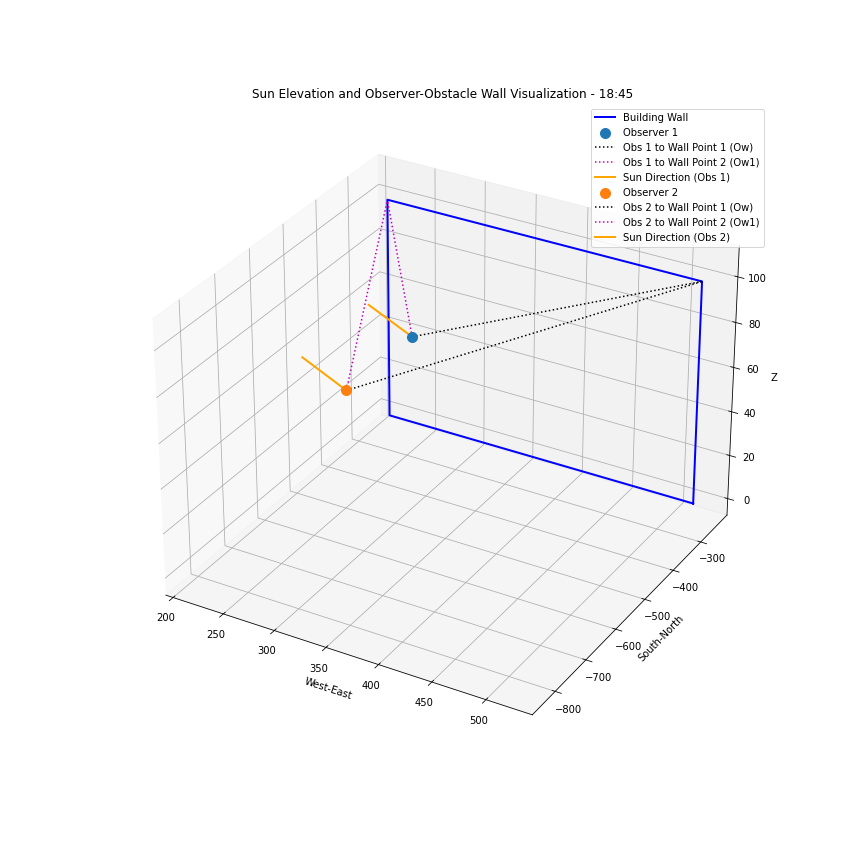 Sun Elevation and Observer-Obstacle Wall Visualization - 18:45
Building Wall
Observer 1
Obs 1 to Wall Point 1 (Ow)
Obs 1 to Wall Point 2 (Ow1)
Sun Direction (Obs 1)
Observer 2
Obs 2 to Wall Point 1 (Ow)
Obs 2 to Wall Point 2 (Ow1)
Sun Direction (Obs 2)
100
80
60
40
20
0
Z
−300
−400
−500
−600
−700
−800
South-North
200
250
300
350
400
450
500
West-East